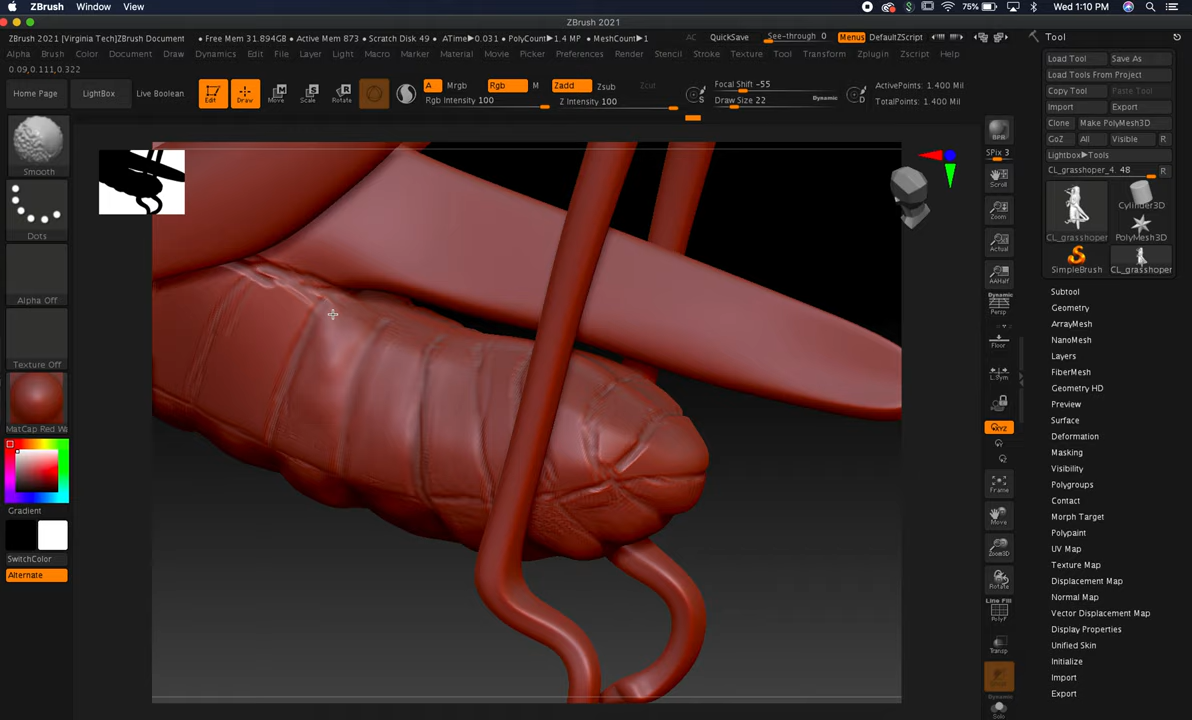 ZBrush Window View
75% Wed 1:10 PM
ZBrush 2021
ZBrush 2021 [Virginia Tech]ZBrush Document • Free Mem 31.894GB • Active Mem 873 • Scratch Disk 49 • ATime▶0.031 • PolyCount▶1.4 MP • MeshCount▶1 AC QuickSave See-through 0 Menus DefaultZScript
Alpha Brush Color Document Draw Dynamics Edit File Layer Light Macro Marker Material Movie Picker Preferences Render Stencil Stroke Texture Tool Transform Zplugin Zscript Help
0.09,0.111,0.322
Home Page LightBox Live Boolean Edit Draw Move Scale Rotate A Mrgb Rgb M Zadd Zsub Zcut
Rgb Intensity 100 Z Intensity 100
Focal Shift -55
Draw Size 22 Dynamic
S D
ActivePoints: 1.400 Mil
TotalPoints: 1.400 Mil
Smooth
Dots
Alpha Off
Texture Off
MatCap Red Wa
Gradient
SwitchColor
Alternate
BPR
SPix 3
Scroll
Zoom
Actual
AAHalf
Dynamic
Persp
Floor
L.Sym
XYZ
Frame
Move
Zoom3D
Rotate
Line Fill
PolyF
Transp
Dynamic
Solo
Tool
Load Tool Save As
Load Tools From Project
Copy Tool Paste Tool
Import Export
Clone Make PolyMesh3D
GoZ All Visible R
Lightbox▶Tools
CL_grasshoper_4. 48 R
Cylinder3D
CL_grasshoper PolyMesh3D
SimpleBrush CL_grasshoper
Subtool
Geometry
ArrayMesh
NanoMesh
Layers
FiberMesh
Geometry HD
Preview
Surface
Deformation
Masking
Visibility
Polygroups
Contact
Morph Target
Polypaint
UV Map
Texture Map
Displacement Map
Normal Map
Vector Displacement Map
Display Properties
Unified Skin
Initialize
Import
Export